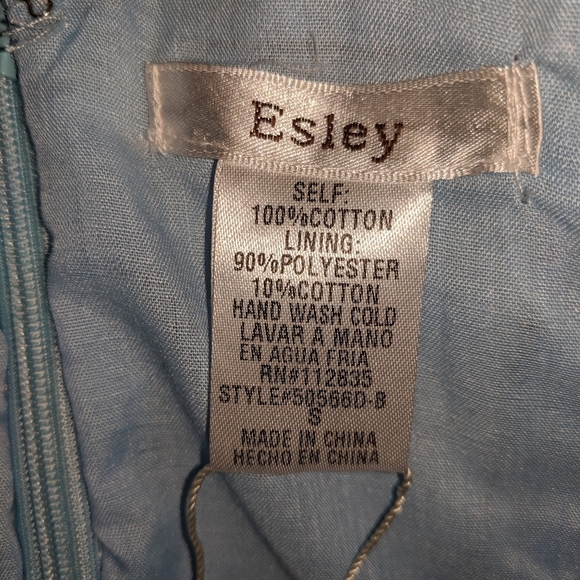 Esley
SELF:
100%COTTON
LINING:
90%POLYESTER
10%COTTON
HAND WASH COLD
LAVAR A MANO
EN AGUA FRIA
RN#112835
STYLE#50566D-B
S
MADE IN CHINA
HECHO EN CHINA